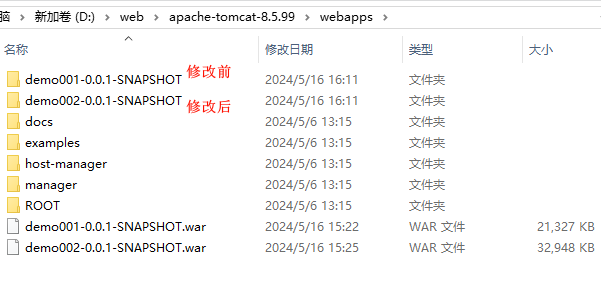 脑 > 新加卷 (D:) > web > apache-tomcat-8.5.99 > webapps >
名称 修改日期 类型 大小
demo001-0.0.1-SNAPSHOT 修改前 2024/5/16 16:11 文件夹
demo002-0.0.1-SNAPSHOT 修改后 2024/5/16 16:11 文件夹
docs 2024/5/6 13:15 文件夹
examples 2024/5/6 13:15 文件夹
host-manager 2024/5/6 13:15 文件夹
manager 2024/5/6 13:15 文件夹
ROOT 2024/5/6 13:15 文件夹
demo001-0.0.1-SNAPSHOT.war 2024/5/16 15:22 WAR 文件 21,327 KB
demo002-0.0.1-SNAPSHOT.war 2024/5/16 15:25 WAR 文件 32,948 KB